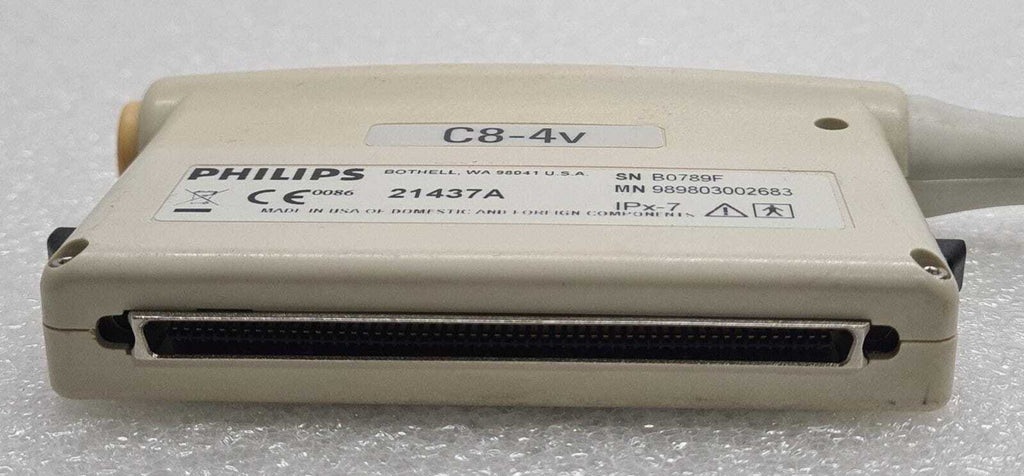 C8-4v
PHILIPS BOTHELL, WA 98041 U.S.A. SN B0789F
MN 989803002683
CE 0086 21437A
IPx-7
MADE IN USA OF DOMESTIC AND FOREIGN COMPONENTS